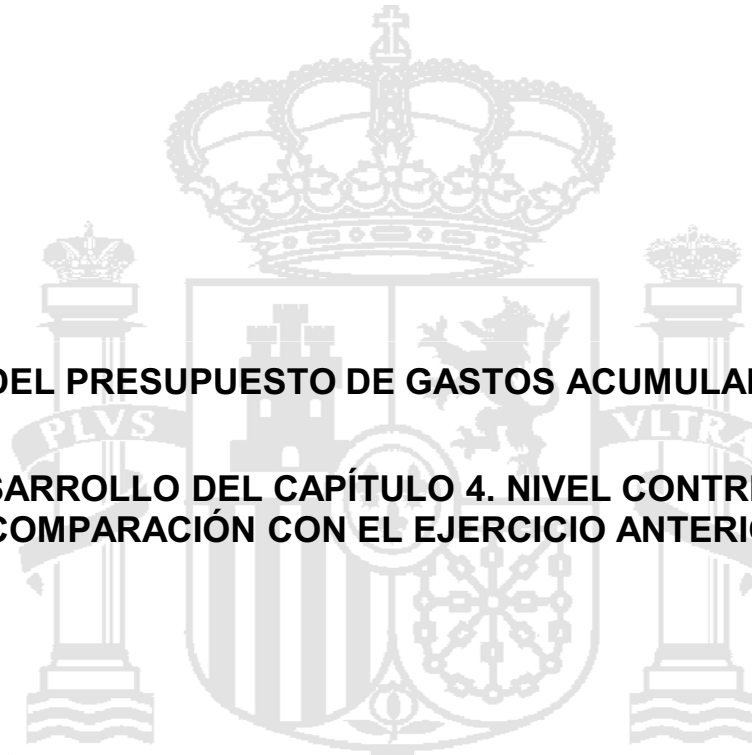 DEL PRESUPUESTO DE GASTOS ACUMULA
PLVS VLTRA
SARROLLO DEL CAPÍTULO 4. NIVEL CONTR
COMPARACIÓN CON EL EJERCICIO ANTERI